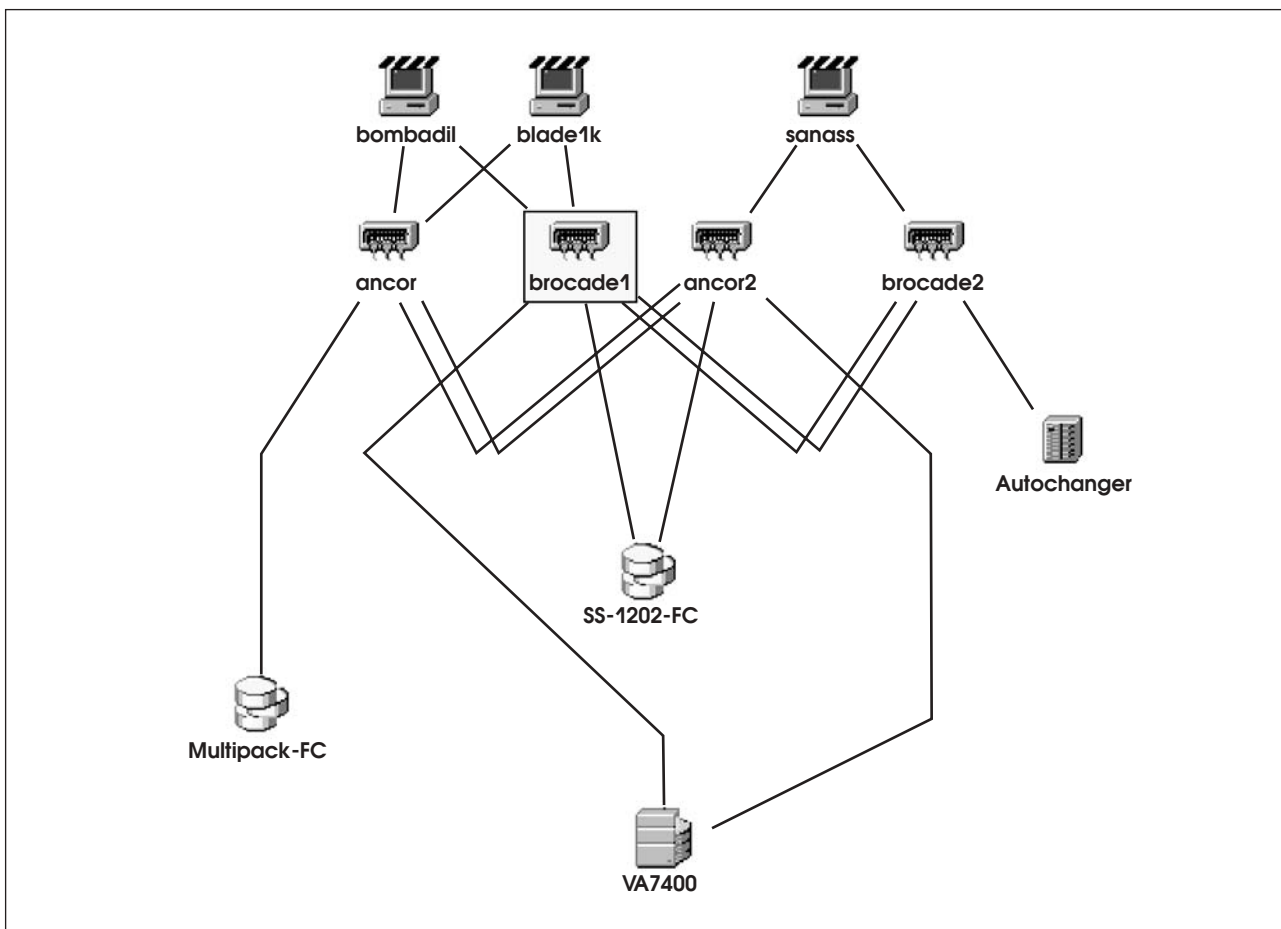 bombadil
blade1k
sanass
ancor
brocade1
ancor2
brocade2
Autochanger
SS-1202-FC
Multipack-FC
VA7400